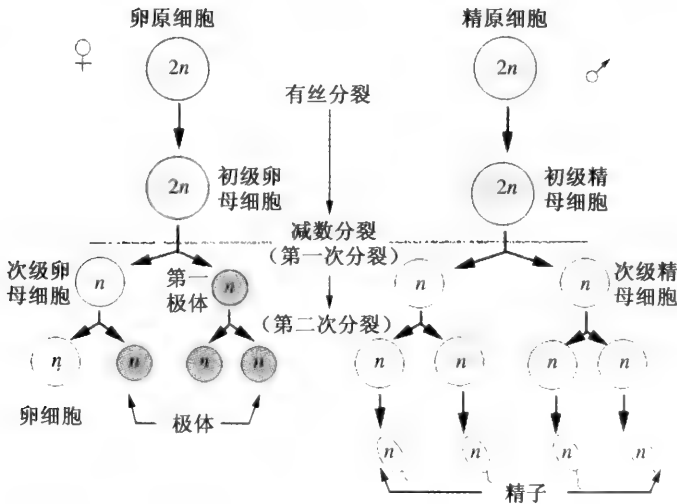 卵原细胞
精原细胞
♀
2n
2n
♂
有丝分裂
2n
初级卵
母细胞
2n
初级精
母细胞
减数分裂
(第一次分裂)
次级卵
母细胞
n
第一
极体
n
n
n
次级精
母细胞
(第二次分裂)
n
n
n
n
n
n
n
n
卵细胞
极体
n
n
n
n
精子